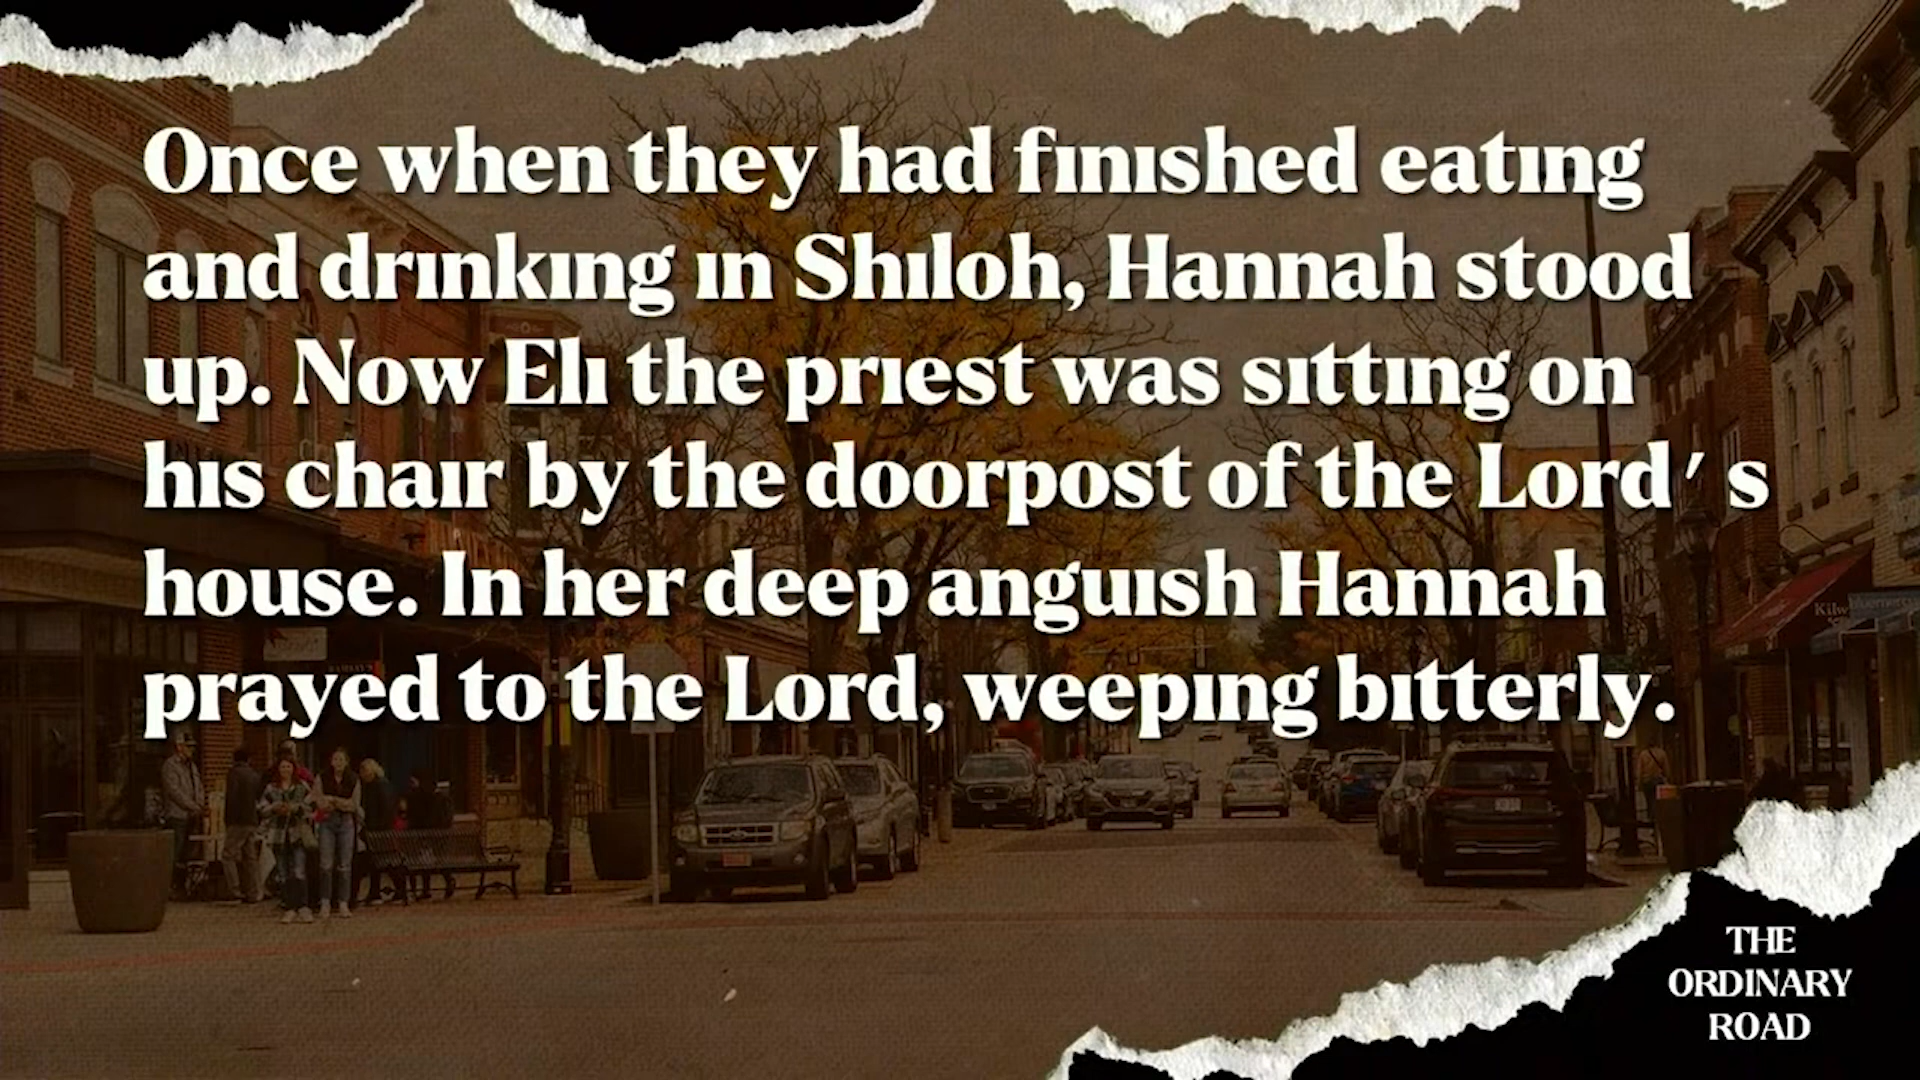 Once when they had finished eating
and drinking in Shiloh, Hannah stood
up. Now Eli the priest was sitting on
his chair by the doorpost of the Lord's
house. In her deep anguish Hannah
prayed to the Lord, weeping bitterly.
Kilw
THE
ORDINARY
ROAD